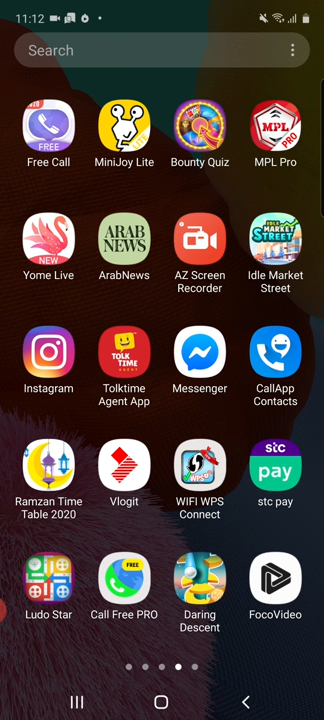 11:12
Search
2020
FREE
LITE
MPL
PRO
Free Call
MiniJoy Lite
Bounty Quiz
MPL Pro
NEW
ARAB
NEWS
IDLE
MARKET
STREET
Yome Live
ArabNews
AZ Screen
Recorder
Idle Market
Street
TOLK
TIME
AGENT
Instagram
Tolktime
Agent App
Messenger
CallApp
Contacts
WPS
stc
pay
Ramzan Time
Table 2020
Vlogit
WIFI WPS
Connect
stc pay
FREE
Ludo Star
Call Free PRO
Daring
Descent
FocoVideo